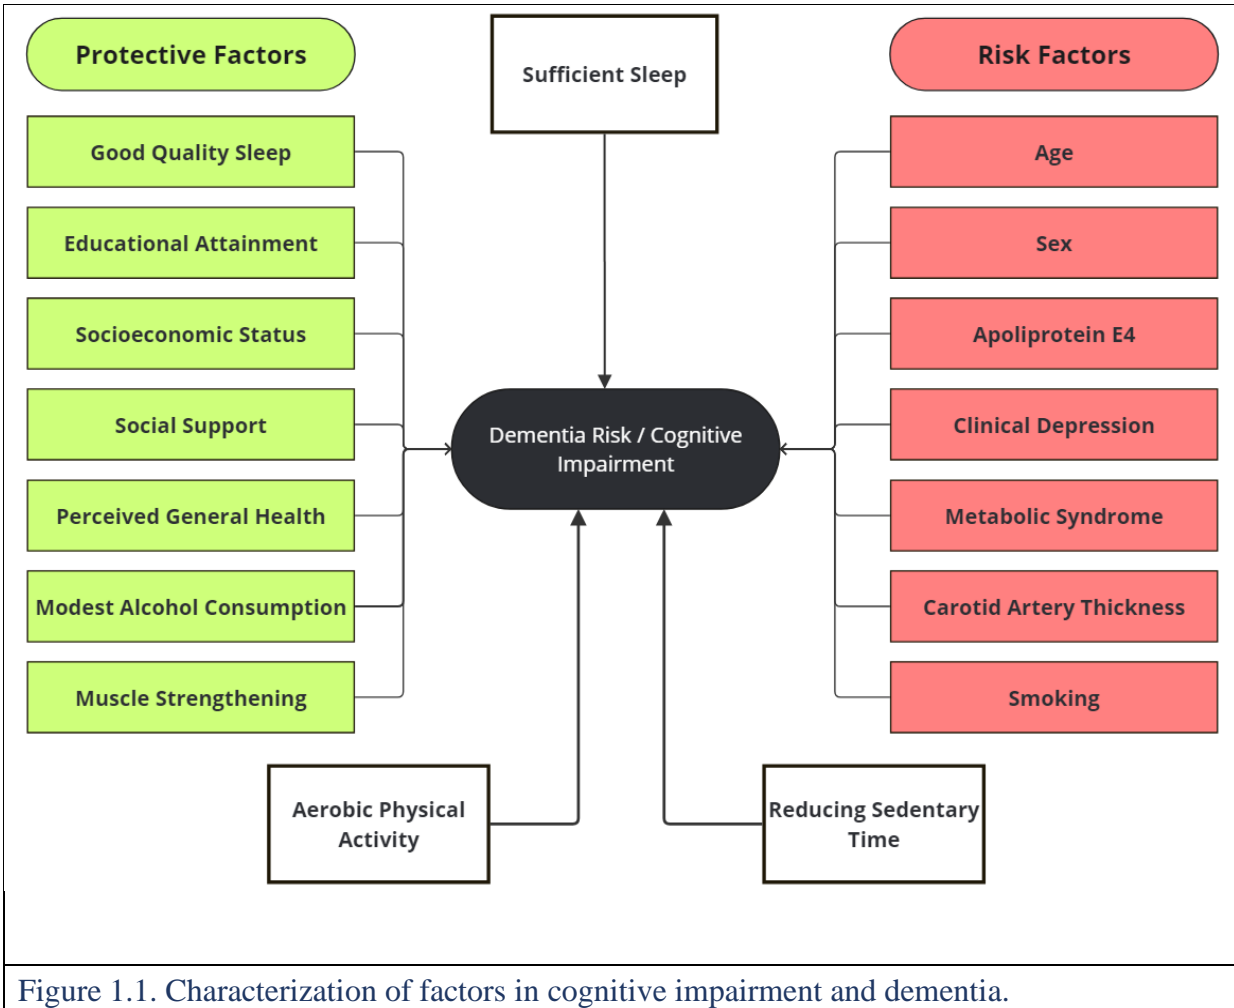 Protective Factors
Sufficient Sleep
Risk Factors
Good Quality Sleep
Educational Attainment
Socioeconomic Status
Social Support
Perceived General Health
Modest Alcohol Consumption
Muscle Strengthening
Age
Sex
Apoliprotein E4
Clinical Depression
Metabolic Syndrome
Carotid Artery Thickness
Smoking
Dementia Risk / Cognitive
Impairment
Aerobic Physical
Activity
Reducing Sedentary
Time
Figure 1.1. Characterization of factors in cognitive impairment and dementia.